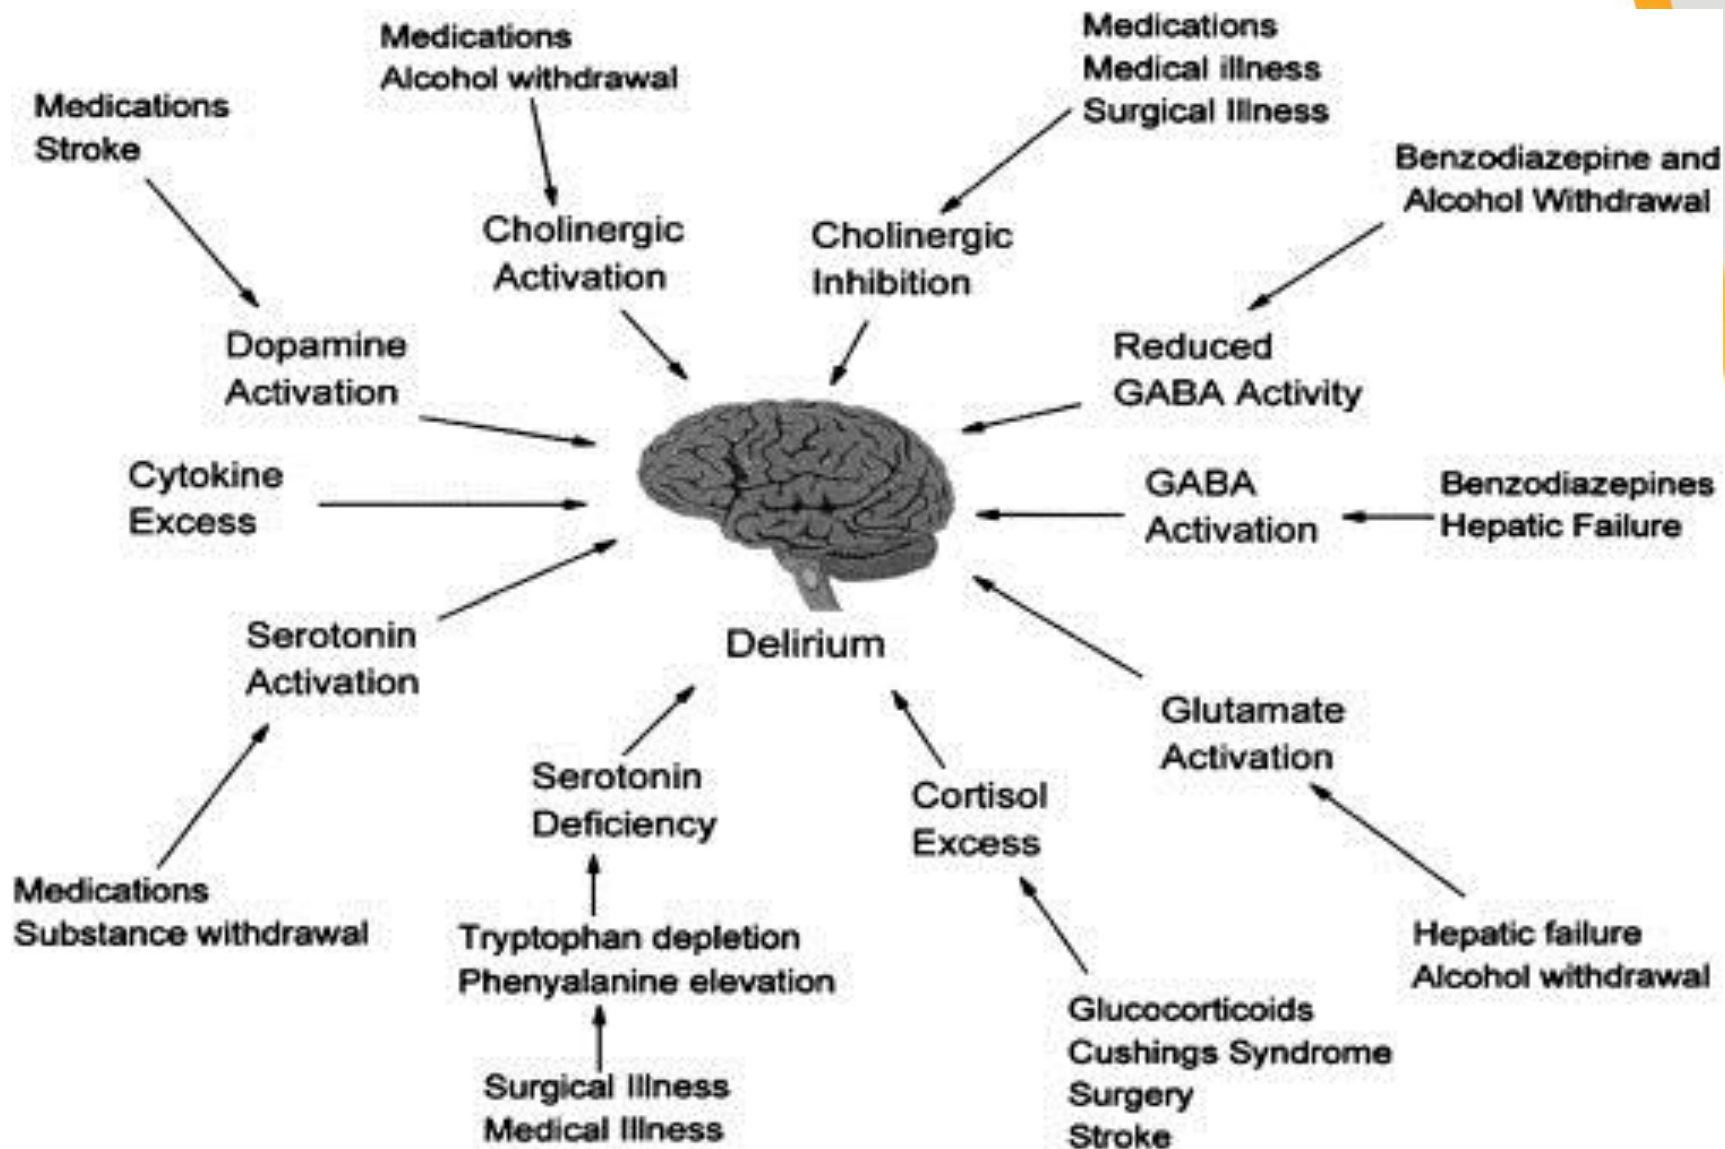 Medications
Alcohol withdrawal
Medications
Medical illness
Surgical Illness
Medications
Stroke
Benzodiazepine and
Alcohol Withdrawal
Cholinergic
Activation
Cholinergic
Inhibition
Dopamine
Activation
Reduced
GABA Activity
Cytokine
Excess
GABA
Activation
Benzodiazepines
Hepatic Failure
Serotonin
Activation
Delirium
Glutamate
Activation
Serotonin
Deficiency
Cortisol
Excess
Medications
Substance withdrawal
Tryptophan depletion
Phenyalanine elevation
Hepatic failure
Alcohol withdrawal
Surgical Illness
Medical Illness
Glucocorticoids
Cushings Syndrome
Surgery
Stroke